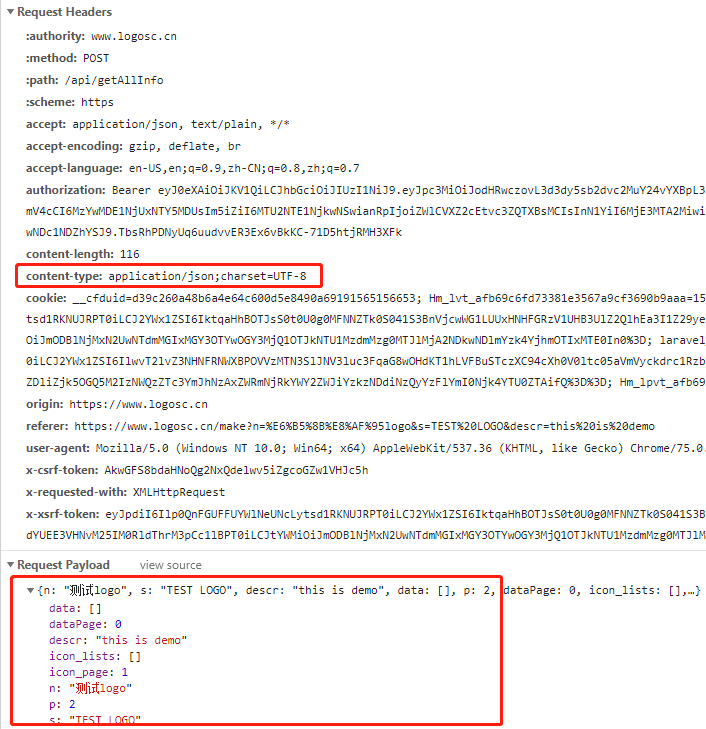 Request Headers
:authority: www.logosc.cn
:method: POST
:path: /api/getAllInfo
:scheme: https
accept: application/json, text/plain, */*
accept-encoding: gzip, deflate, br
accept-language: en-US,en;q=0.9,zh-CN;q=0.8,zh;q=0.7
authorization: Bearer eyJ0eXAiOiJKV1QiLCJhbGciOiJIUzI1NiJ9.eyJpc3MiOiJodHRwczovL3d3dy5sb2dvc2MuY24vYXBpL3
mV4cCI6MzYwMDE1NjUxNTY5MDUsIm5iZiI6MTU2NTE1NjkwNSwianRpIjoiZWlCVXZ2cEtvc3ZQTXBsMCIsInN1YiI6MjE3MTA2Miwi
wNDc1NDZhYSJ9.TbsRhPDNyUq6uudvvER3Ex6vBkKC-71D5htjRMH3XFk
content-length: 116
content-type: application/json;charset=UTF-8
cookie: __cfduid=d39c260a48b6a4e64c600d5e8490a69191565156653; Hm_lvt_afb69c6fd73381e3567a9cf3690b9aaa=15
tsd1RKNUJRPT0iLCJ2YWx1ZSI6IktqaHhBOTJsS0t0U0g0MFNNZTk0S041S3BnVjcwWG1LUUxHNHFGRzV1UHB3UlZ2QlhEa3I1Z29ye
OiJmODBlNjMxN2UwNTdmMGIxMGY3OTYwOGY3MjQ1OTJkNTU1MzdmMzg0MTJlMjA2NDkwNDlmYzk4YjhmOTIxMTE0In0%3D; laravel
0iLCJ2YWx1ZSI6IlwvT2lvZ3NHNFRNWXBPOVVzMTN3SlJNV3luc3FqaG8wOHdKT1hLVFBuSTczXC94cXh0V0ltc05aVmVyckdrc1Rzb
ZDliZjk5OGQ5M2IzNWQzZTc3YmJhNzAxZWRmNjRkYWY2ZWJiYzkzNDdiNzQyYzFlYmI0Njk4YTU0ZTAifQ%3D%3D; Hm_lpvt_afb69
origin: https://www.logosc.cn
referer: https://www.logosc.cn/make?n=%E6%B5%8B%E8%AF%95logo&s=TEST%20LOGO&descr=this%20is%20demo
user-agent: Mozilla/5.0 (Windows NT 10.0; Win64; x64) AppleWebKit/537.36 (KHTML, like Gecko) Chrome/75.0.
x-csrf-token: AkwGFS8bdaHNoQg2NxQdelwv5iZgcoGZw1VHJc5h
x-requested-with: XMLHttpRequest
x-xsrf-token: eyJpdiI6Ilp0QnFGUFFUYWlNeUNcLytsd1RKNUJRPT0iLCJ2YWx1ZSI6IktqaHhBOTJsS0t0U0g0MFNNZTk0S041S3B
dYUEE3VHNvM25IM0RldThrM3pCc1lBPT0iLCJtYWMiOiJmODBlNjMxN2UwNTdmMGIxMGY3OTYwOGY3MjQ1OTJkNTU1MzdmMzg0MTJlM
Request Payload view source
{n: "测试logo", s: "TEST LOGO", descr: "this is demo", data: [], p: 2, dataPage: 0, icon_lists: [],…}
data: []
dataPage: 0
descr: "this is demo"
icon_lists: []
icon_page: 1
n: "测试logo"
p: 2
s: "TEST LOGO"